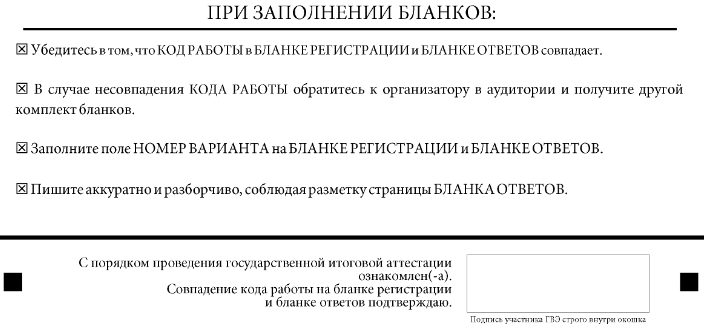 ПРИ ЗАПОЛНЕНИИ БЛАНКОВ:
☒ Убедитесь в том, что КОД РАБОТЫ в БЛАНКЕ РЕГИСТРАЦИИ и БЛАНКЕ ОТВЕТОВ совпадает.
☒ В случае несовпадения КОДА РАБОТЫ обратитесь к организатору в аудитории и получите другой
комплект бланков.
☒ Заполните поле НОМЕР ВАРИАНТА на БЛАНКЕ РЕГИСТРАЦИИ и БЛАНКЕ ОТВЕТОВ.
☒ Пишите аккуратно и разборчиво, соблюдая разметку страницы БЛАНКА ОТВЕТОВ.
С порядком проведения государственной итоговой аттестации
ознакомлен(-а).
Совпадение кода работы на бланке регистрации
и бланке ответов подтверждаю.
Подпись участника ГВЭ строго внутри окошка